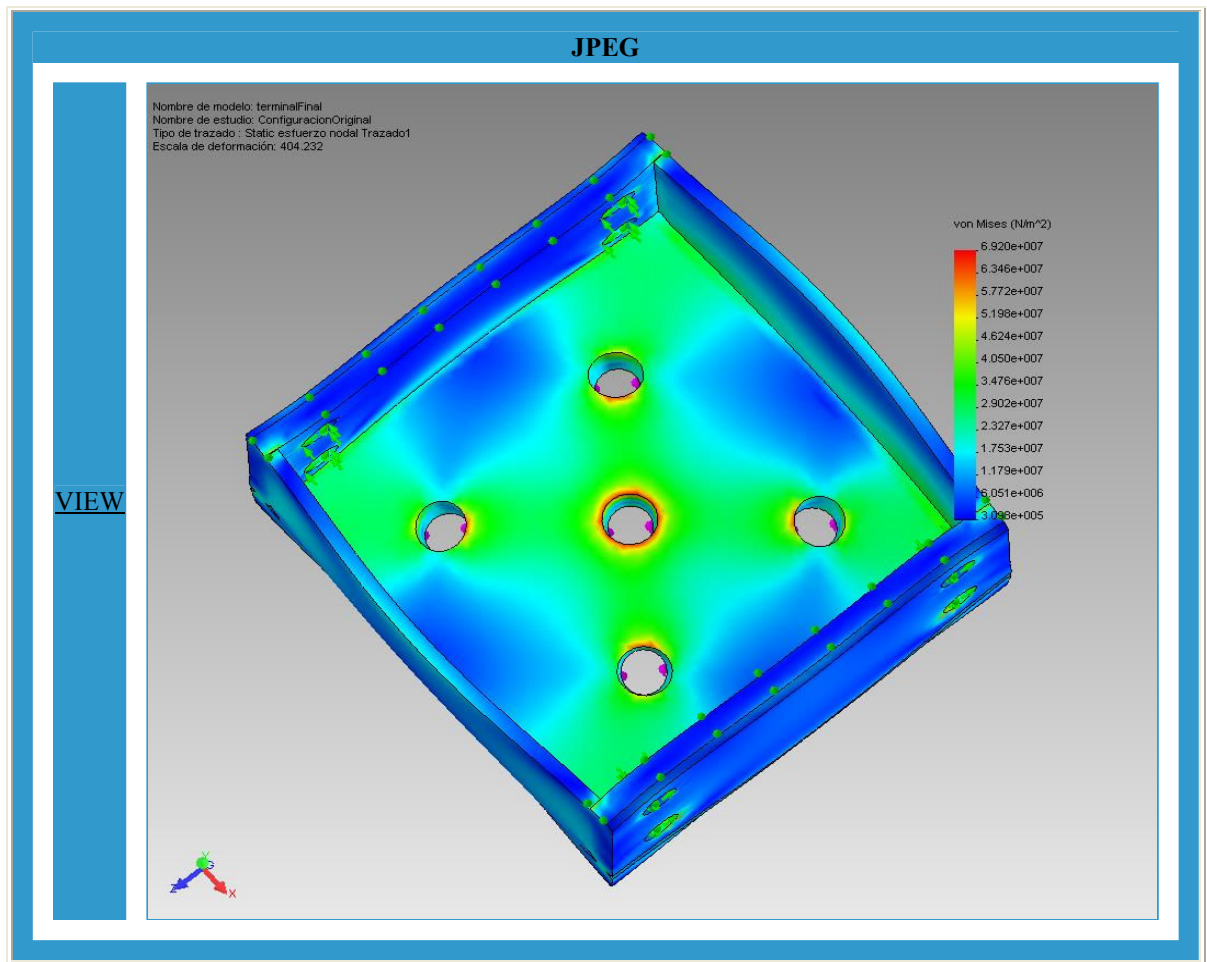 JPEG
VIEW
Nombre de modelo: terminalFinal
Nombre de estudio: ConfiguracionOriginal
Tipo de trazado : Static esfuerzo nodal Trazado1
Escala de deformación: 404.232
von Mises (N/m^2)
6.920e+007
6.346e+007
5.772e+007
5.198e+007
4.624e+007
4.050e+007
3.476e+007
2.902e+007
2.327e+007
1.753e+007
1.179e+007
6.051e+006
3.098e+005
Y
G
Z
X